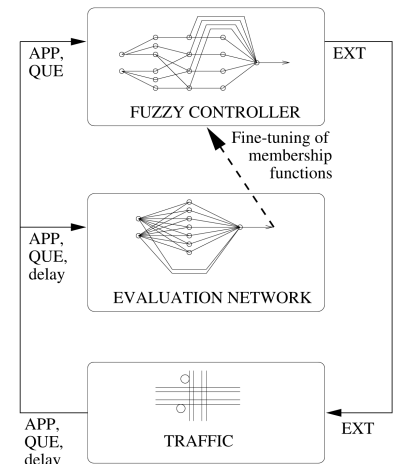 APP,
QUE
EXT
FUZZY CONTROLLER
Fine-tuning of
membership
functions
APP,
QUE,
delay
EVALUATION NETWORK
APP,
QUE,
delay
TRAFFIC
EXT